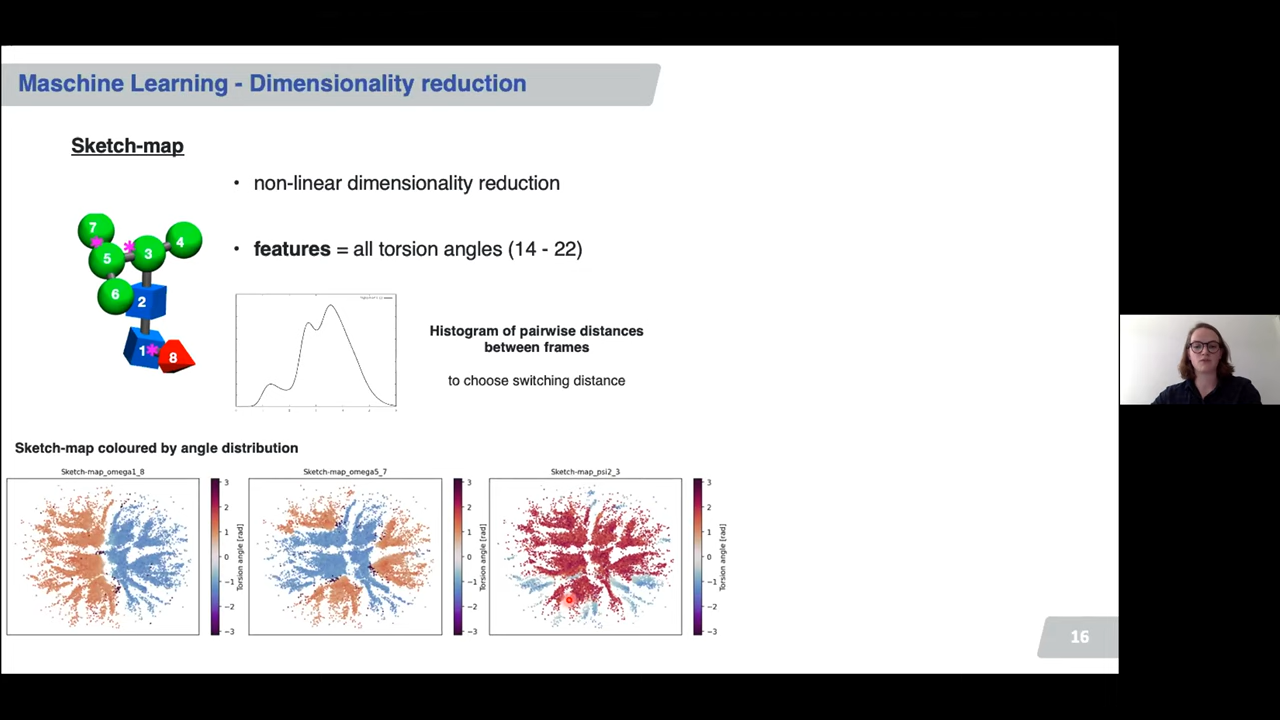 Maschine Learning - Dimensionality reduction
Sketch-map
• non-linear dimensionality reduction
• features = all torsion angles (14 - 22)
7
*
*
5
3
4
6
2
1
*
8
Histogram of pairwise distances
between frames
to choose switching distance
Sketch-map coloured by angle distribution
Sketch-map_omega1_8
3
2
1
0
−1
−2
−3
Torsion angle [rad]
Sketch-map_omega5_7
3
2
1
0
−1
−2
−3
Torsion angle [rad]
Sketch-map_psi2_3
3
2
1
0
−1
−2
−3
Torsion angle [rad]
16